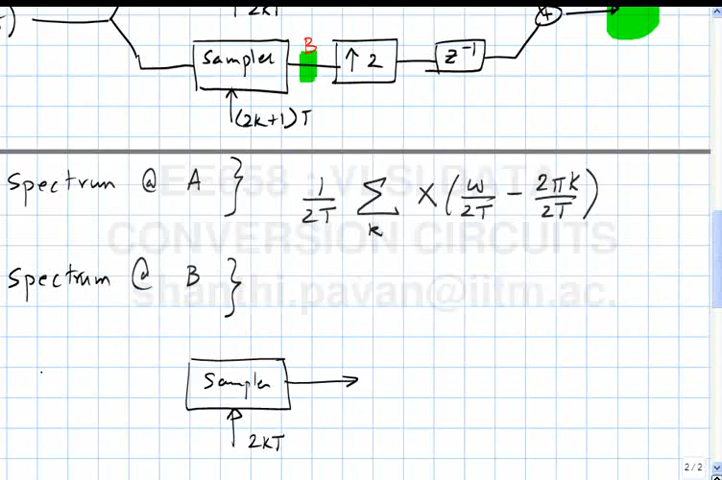 2KT
Sampler
B
↑ 2
z⁻¹
+
(2k+1)T
Spectrum @ A } 1/2T Σ_k X(ω/2T − 2πk/2T)
EE658 : VLSI DATA
CONVERSION CIRCUITS
Spectrum @ B }
shanthi.pavan@iitm.ac.
Sampler
2KT
2/2